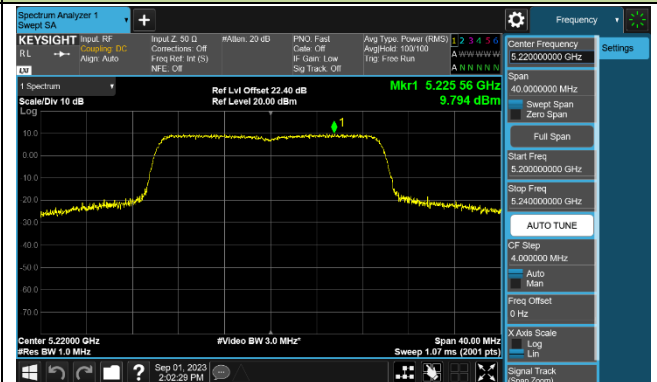 Spectrum Analyzer 1
Swept SA
Frequency
KEYSIGHT
RL
LXI
Input: RF
Coupling: DC
Align: Auto
Input Z: 50 Ω
Corrections: Off
Freq Ref: Int (S)
NFE: Off
#Atten: 20 dB
PNO: Fast
Gate: Off
IF Gain: Low
Sig Track: Off
Avg Type: Power (RMS)
Avg|Hold: 100/100
Trig: Free Run
1 2 3 4 5 6
A W W W W W
A N N N N N
1 Spectrum
Scale/Div 10 dB
Log
Ref Lvl Offset 22.40 dB
Ref Level 20.00 dBm
Mkr1 5.225 56 GHz
9.794 dBm
1
10.0
0.00
-10.0
-20.0
-30.0
-40.0
-50.0
-60.0
-70.0
Center 5.22000 GHz
#Res BW 1.0 MHz
#Video BW 3.0 MHz*
Span 40.00 MHz
Sweep 1.07 ms (2001 pts)
Center Frequency
5.220000000 GHz
Settings
Span
40.0000000 MHz
Swept Span
Zero Span
Full Span
Start Freq
5.200000000 GHz
Stop Freq
5.240000000 GHz
AUTO TUNE
CF Step
4.000000 MHz
Auto
Man
Freq Offset
0 Hz
X Axis Scale
Log
Lin
Signal Track
(Span Zoom)
Sep 01, 2023
2:02:29 PM